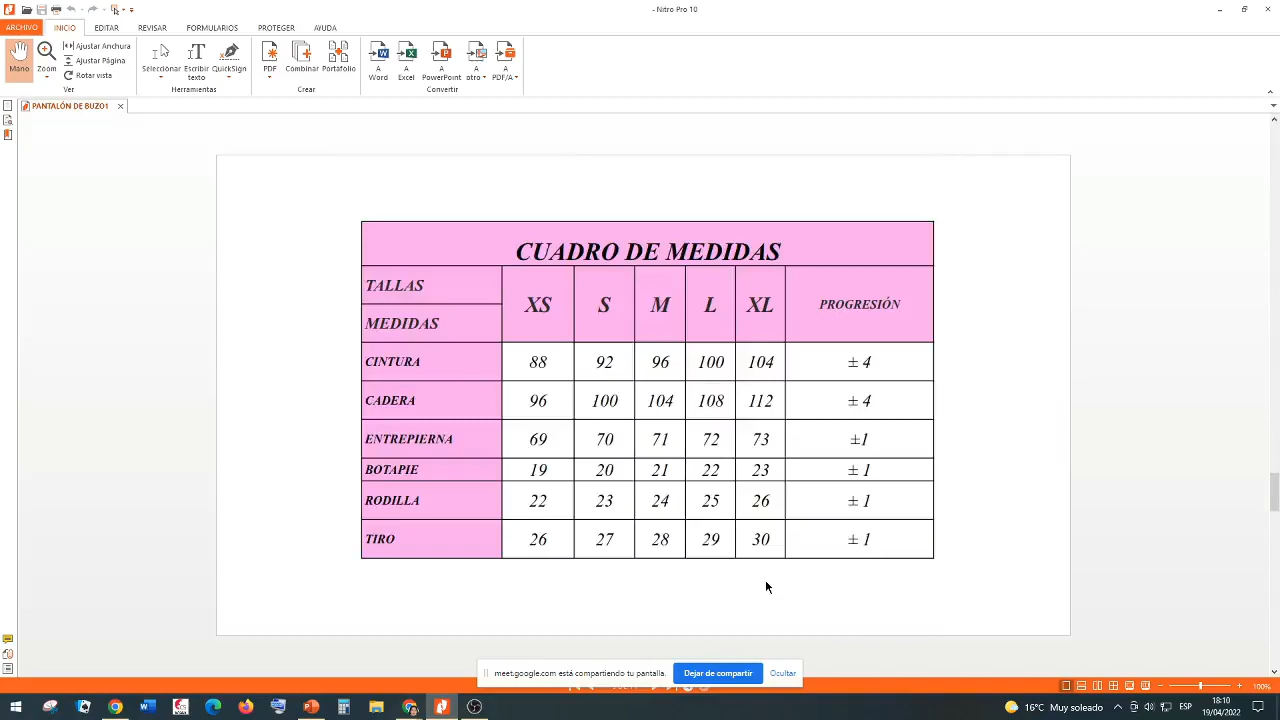 - Nitro Pro 10
ARCHIVO INICIO EDITAR REVISAR FORMULARIOS PROTEGER AYUDA
Mano
Zoom
Ajustar Anchura
Ajustar Página
Rotar vista
Ver
Seleccionar
Escribir texto
QuickSign
Herramientas
PDF
Combinar
Portafolio
Crear
A Word
A Excel
A PowerPoint
A otro
A PDF/A
Convertir
PANTALÓN DE BUZO1
CUADRO DE MEDIDAS
TALLAS
MEDIDAS
XS S M L XL PROGRESIÓN
CINTURA 88 92 96 100 104 ± 4
CADERA 96 100 104 108 112 ± 4
ENTREPIERNA 69 70 71 72 73 ±1
BOTAPIE 19 20 21 22 23 ± 1
RODILLA 22 23 24 25 26 ± 1
TIRO 26 27 28 29 30 ± 1
meet.google.com está compartiendo tu pantalla. Dejar de compartir Ocultar
100%
16°C Muy soleado ESP 18:10
19/04/2022